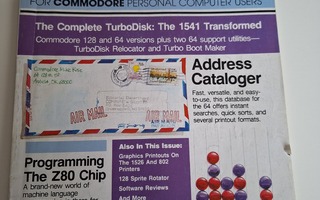 FOR COMMODORE PERSONAL COMPUTER USERS
The Complete TurboDisk: The 1541 Transformed
Commodore 128 and 64 versions plus two 64 support utilities—
TurboDisk Relocator and Turbo Boot Maker
AIR MAIL
AIR MAIL
Address
Cataloger
Fast, versatile, and easy-
to-use, this database for
the 64 offers instant
searches, quick sorts, and
several printout formats.
Programming
The Z80 Chip
A brand-new world of
machine language
Also In This Issue:
Graphics Printouts On
The 1526 And 802
Printers
128 Sprite Rotator
Software Reviews
And More